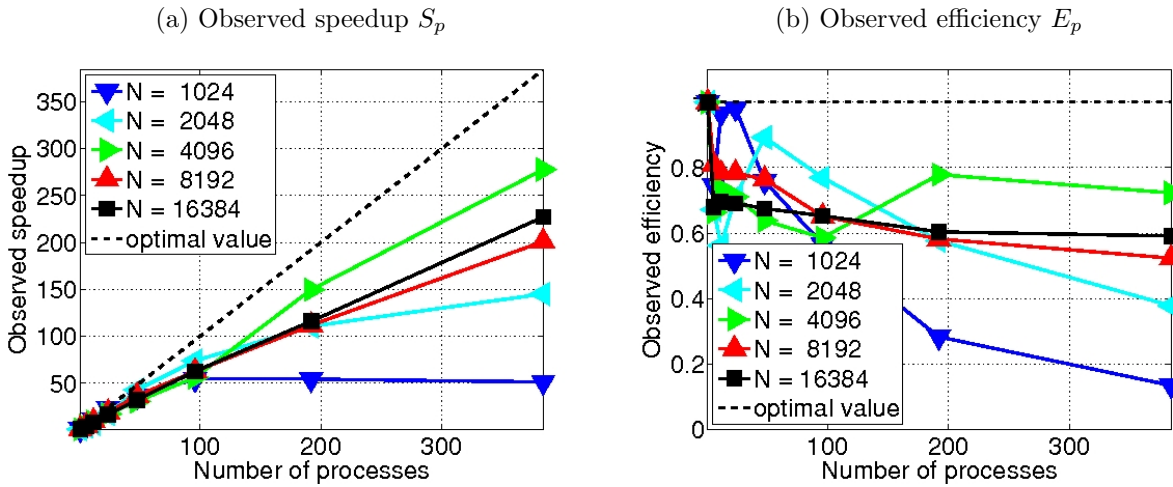 (a) Observed speedup Sₚ
350
300
250
200
150
100
50
100
200
300
Observed speedup
Number of processes
N = 1024
N = 2048
N = 4096
N = 8192
N = 16384
optimal value
(b) Observed efficiency Eₚ
0.8
0.6
0.4
0.2
0
100
200
300
Observed efficiency
Number of processes
N = 1024
N = 2048
N = 4096
N = 8192
N = 16384
optimal value